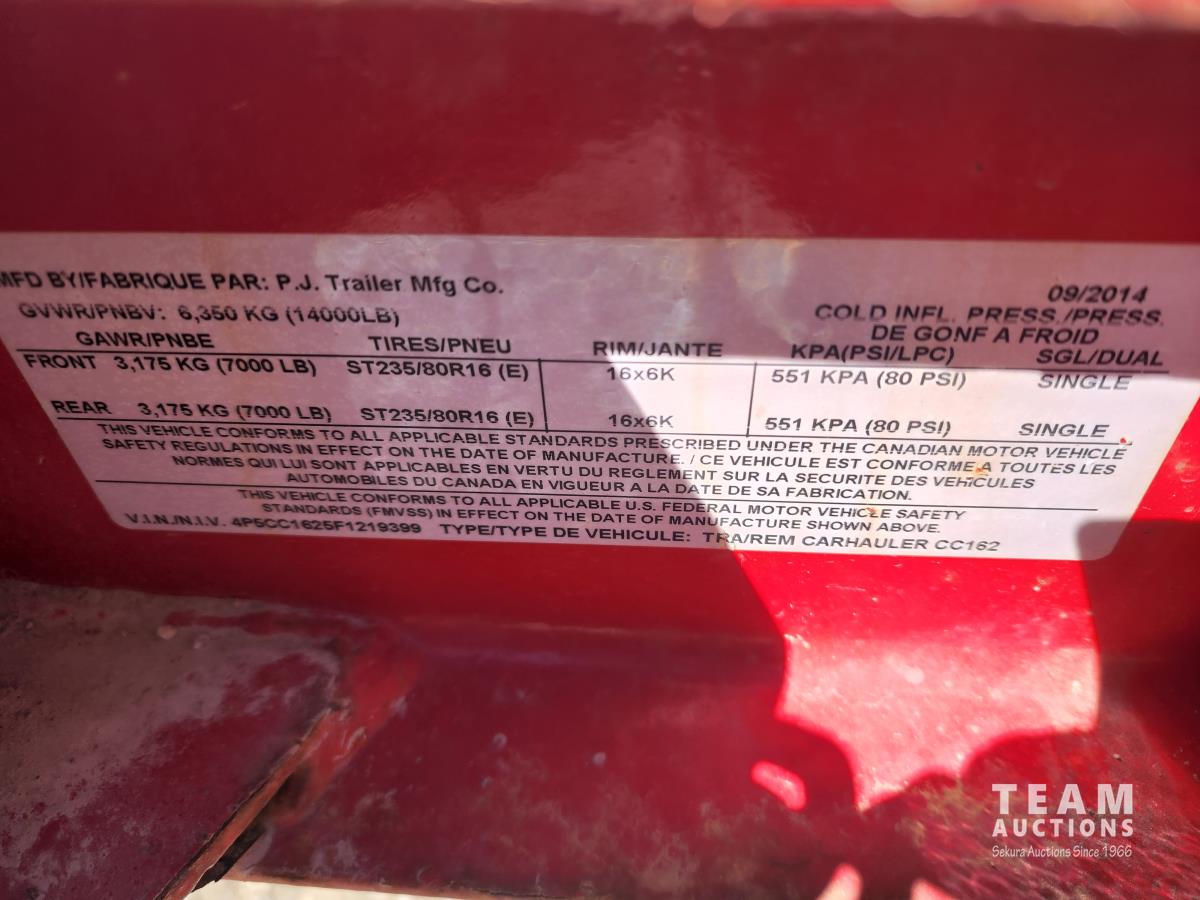 MFD BY/FABRIQUE PAR: P.J. Trailer Mfg Co. 09/2014
GVWR/PNBV: 6,350 KG (14000LB) COLD INFL. PRESS./PRESS.
DE GONF A FROID
GAWR/PNBE TIRES/PNEU RIM/JANTE KPA(PSI/LPC) SGL/DUAL
FRONT 3,175 KG (7000 LB) ST235/80R16 (E) 16x6K 551 KPA (80 PSI) SINGLE
REAR 3,175 KG (7000 LB) ST235/80R16 (E) 16x6K 551 KPA (80 PSI) SINGLE
THIS VEHICLE CONFORMS TO ALL APPLICABLE STANDARDS PRESCRIBED UNDER THE CANADIAN MOTOR VEHICLE
SAFETY REGULATIONS IN EFFECT ON THE DATE OF MANUFACTURE. / CE VEHICULE EST CONFORME A TOUTES LES
NORMES QUI LUI SONT APPLICABLES EN VERTU DU REGLEMENT SUR LA SECURITE DES VEHICULES
AUTOMOBILES DU CANADA EN VIGUEUR A LA DATE DE SA FABRICATION.
THIS VEHICLE CONFORMS TO ALL APPLICABLE U.S. FEDERAL MOTOR VEHICLE SAFETY
STANDARDS (FMVSS) IN EFFECT ON THE DATE OF MANUFACTURE SHOWN ABOVE.
V.I.N./N.I.V. 4P5CC1625F1219399 TYPE/TYPE DE VEHICULE: TRA/REM CARHAULER CC162
TEAM
AUCTIONS
Sekura Auctions Since 1966